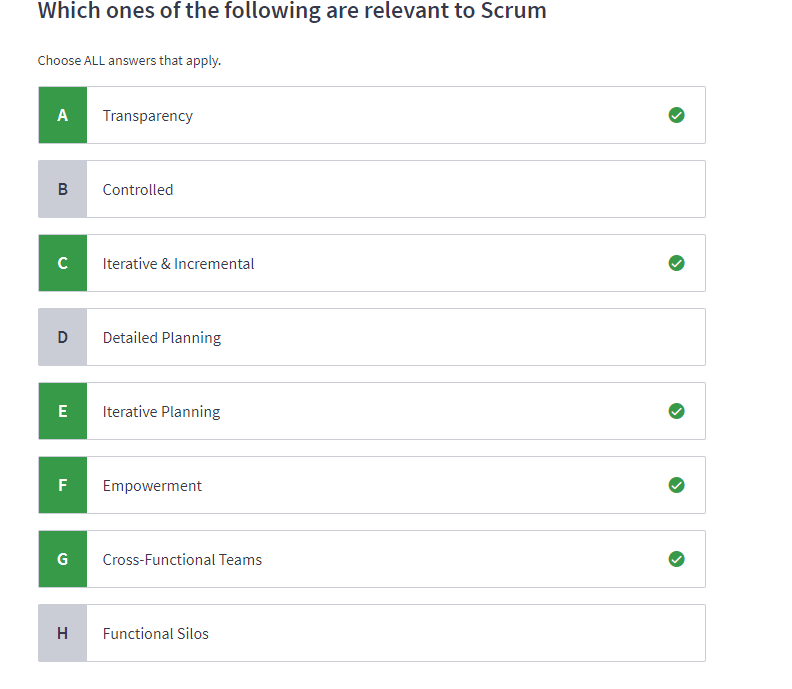 Which ones of the following are relevant to Scrum
Choose ALL answers that apply.
A Transparency
B Controlled
C Iterative & Incremental
D Detailed Planning
E Iterative Planning
F Empowerment
G Cross-Functional Teams
H Functional Silos